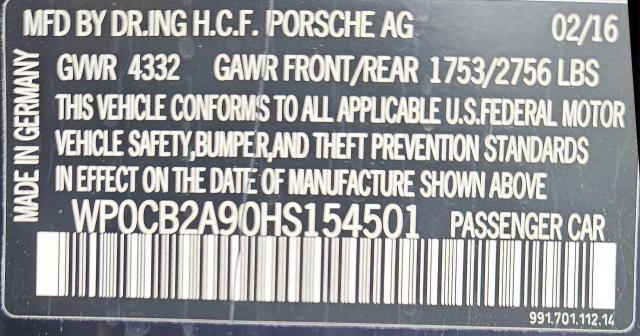 MFD BY DR.ING H.C.F. PORSCHE AG 02/16
GVWR 4332 GAWR FRONT/REAR 1753/2756 LBS
THIS VEHICLE CONFORMS TO ALL APPLICABLE U.S.FEDERAL MOTOR
VEHICLE SAFETY,BUMPER,AND THEFT PREVENTION STANDARDS
IN EFFECT ON THE DATE OF MANUFACTURE SHOWN ABOVE
WP0CB2A90HS154501 PASSENGER CAR
991.701.112.14
MADE IN GERMANY